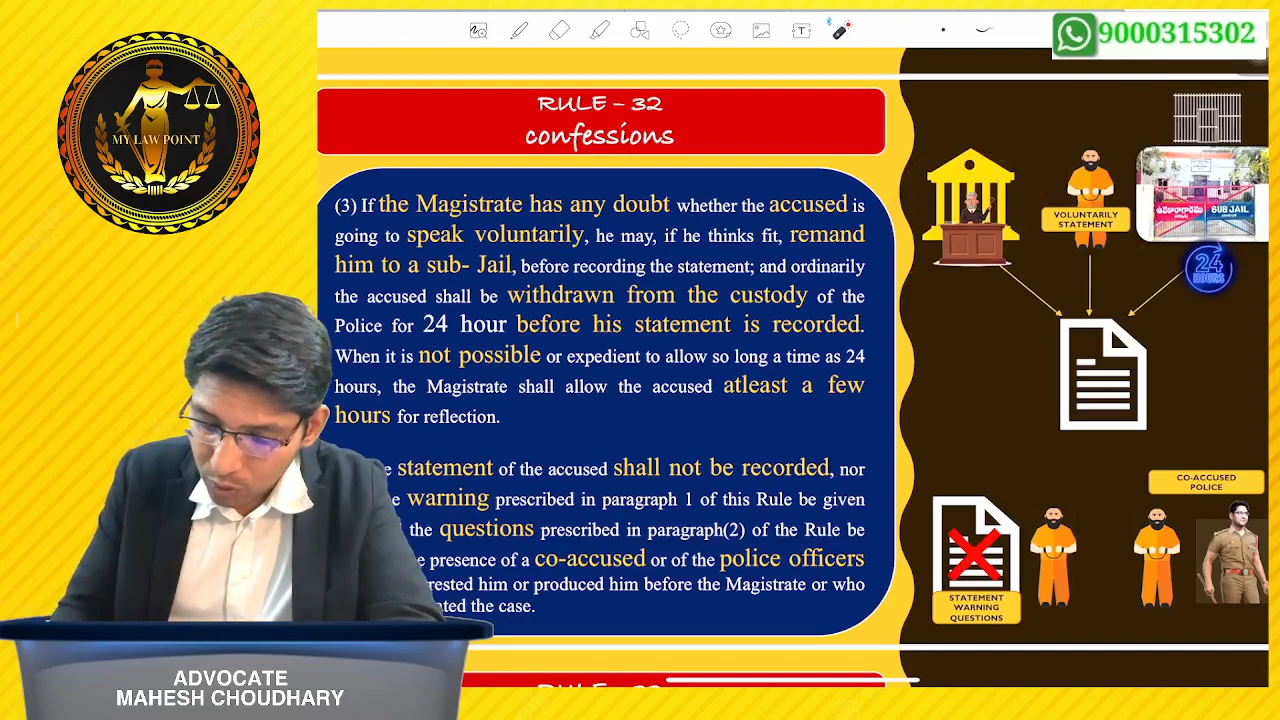 9000315302
MY LAW POINT
RULE - 32
confessions
(3) If the Magistrate has any doubt whether the accused is
going to speak voluntarily, he may, if he thinks fit, remand
him to a sub- Jail, before recording the statement; and ordinarily
the accused shall be withdrawn from the custody of the
Police for 24 hour before his statement is recorded.
When it is not possible or expedient to allow so long a time as 24
hours, the Magistrate shall allow the accused atleast a few
hours for reflection.
statement of the accused shall not be recorded, nor
warning prescribed in paragraph 1 of this Rule be given
the questions prescribed in paragraph(2) of the Rule be
presence of a co-accused or of the police officers
him or produced him before the Magistrate or who
the case.
VOLUNTARILY
STATEMENT
ఉపకారాగారము SUB JAIL
24
HOURS
CO-ACCUSED
POLICE
STATEMENT
WARNING
QUESTIONS
ADVOCATE
MAHESH CHOUDHARY